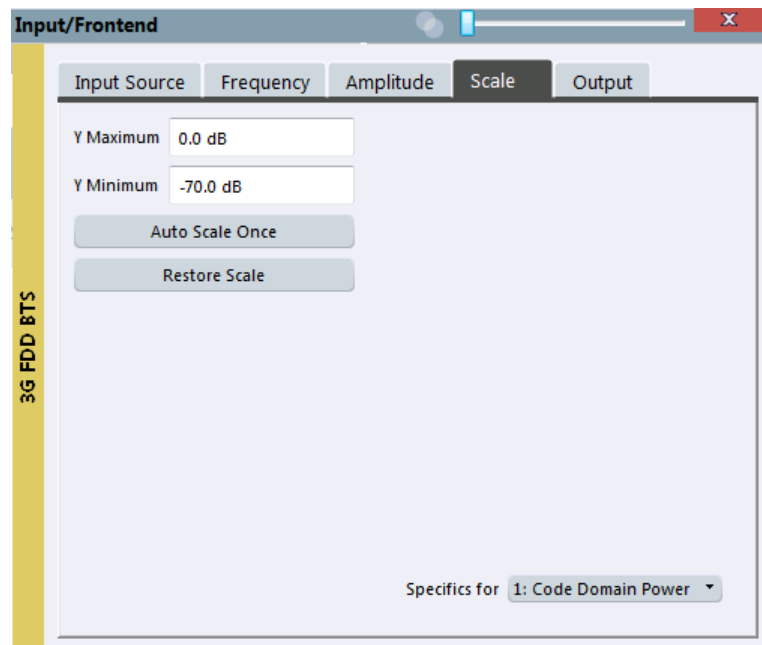 Input/Frontend
Input Source Frequency Amplitude Scale Output
Y Maximum 0.0 dB
Y Minimum -70.0 dB
Auto Scale Once
Restore Scale
3G FDD BTS
Specifics for 1: Code Domain Power